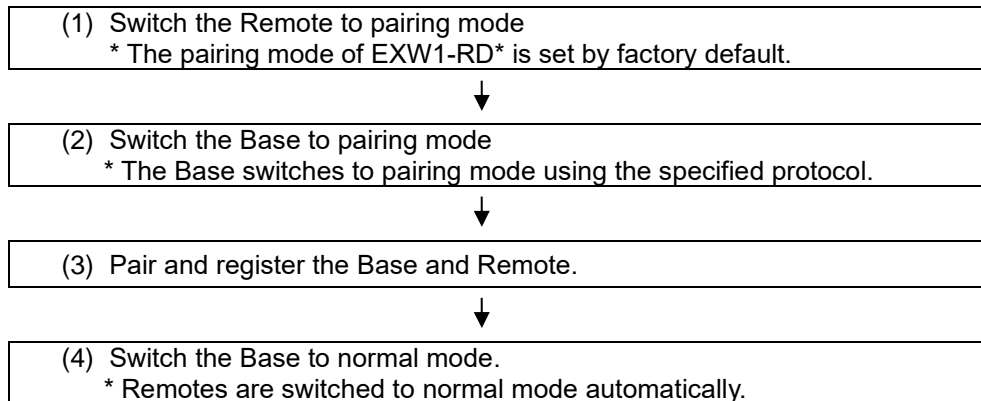 (1) Switch the Remote to pairing mode
* The pairing mode of EXW1-RD* is set by factory default.
(2) Switch the Base to pairing mode
* The Base switches to pairing mode using the specified protocol.
(3) Pair and register the Base and Remote.
(4) Switch the Base to normal mode.
* Remotes are switched to normal mode automatically.